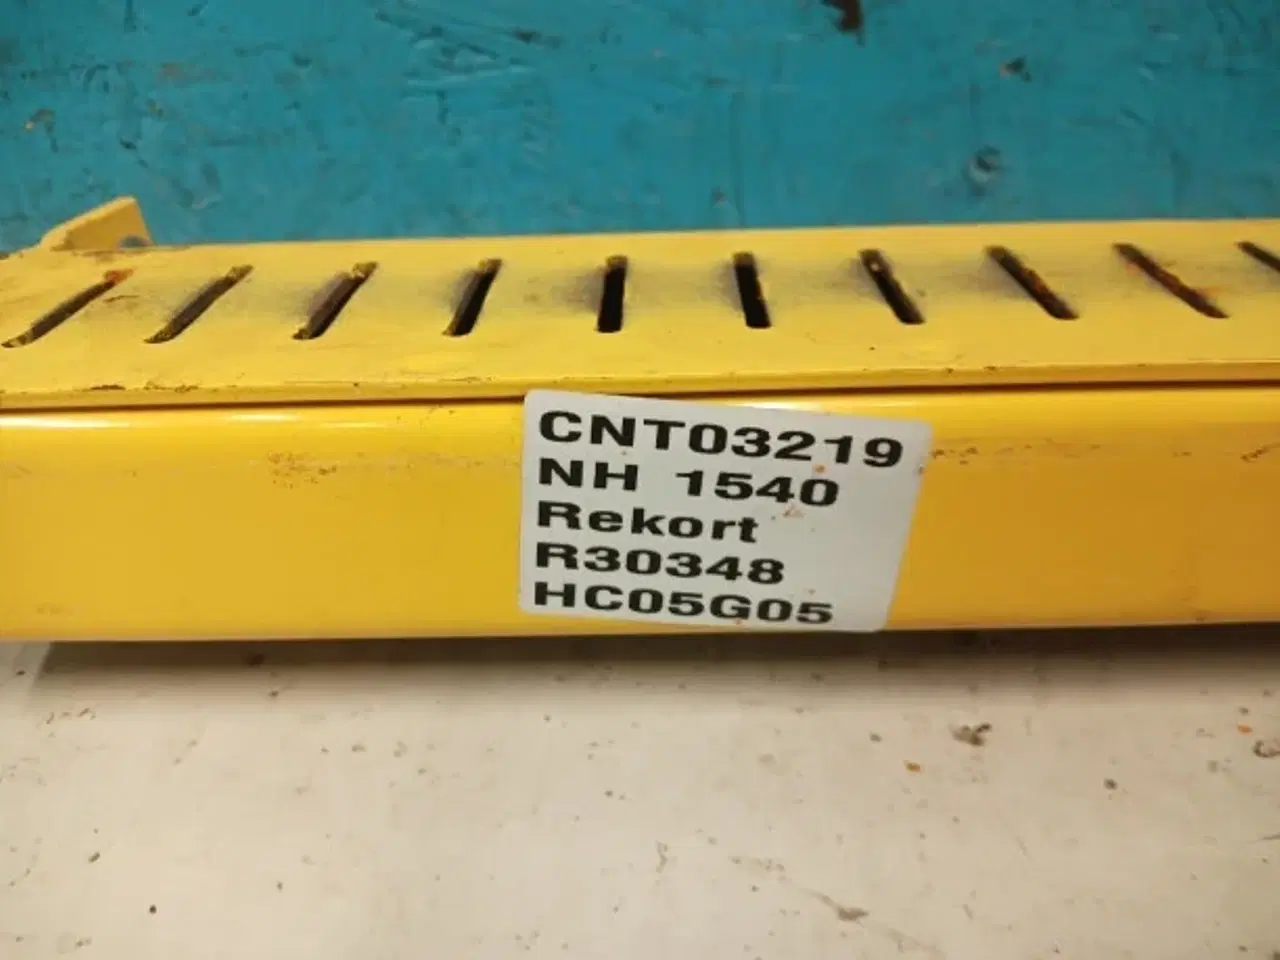 CNT03219
NH 1540
Rekort
R30348
HC05G05